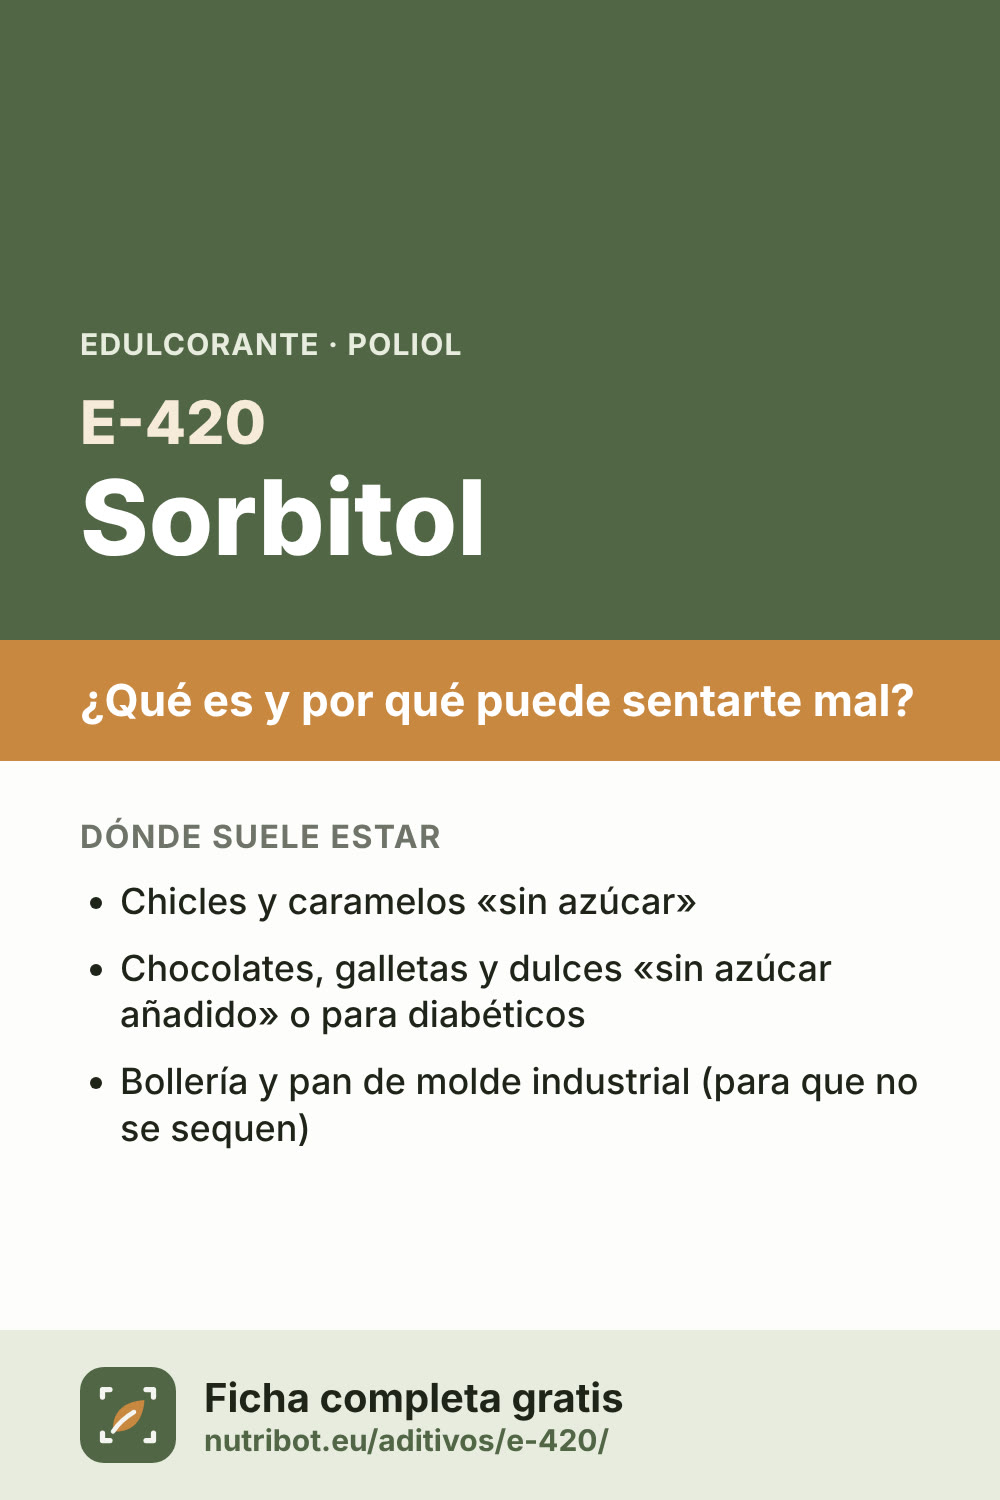 EDULCORANTE · POLIOL
E-420
Sorbitol
¿Qué es y por qué puede sentarte mal?
DÓNDE SUELE ESTAR
• Chicles y caramelos «sin azúcar»
• Chocolates, galletas y dulces «sin azúcar
añadido» o para diabéticos
• Bollería y pan de molde industrial (para que no
se sequen)
Ficha completa gratis
nutribot.eu/aditivos/e-420/